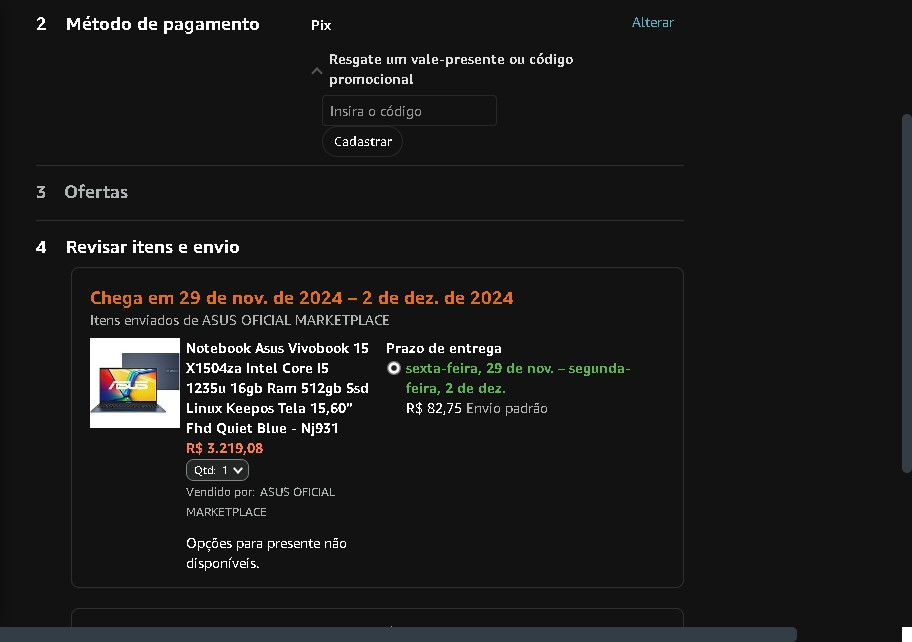 2 Método de pagamento
Pix
Alterar
Resgate um vale-presente ou código
promocional
Insira o código
Cadastrar
3 Ofertas
4 Revisar itens e envio
Chega em 29 de nov. de 2024 – 2 de dez. de 2024
Itens enviados de ASUS OFICIAL MARKETPLACE
ASUS
Notebook Asus Vivobook 15
X1504za Intel Core I5
1235u 16gb Ram 512gb Ssd
Linux Keepos Tela 15,60”
Fhd Quiet Blue - Nj931
R$ 3.219,08
Qtd: 1
Vendido por: ASUS OFICIAL
MARKETPLACE
Opções para presente não
disponíveis.
Prazo de entrega
sexta-feira, 29 de nov. – segunda-
feira, 2 de dez.
R$ 82,75 Envio padrão